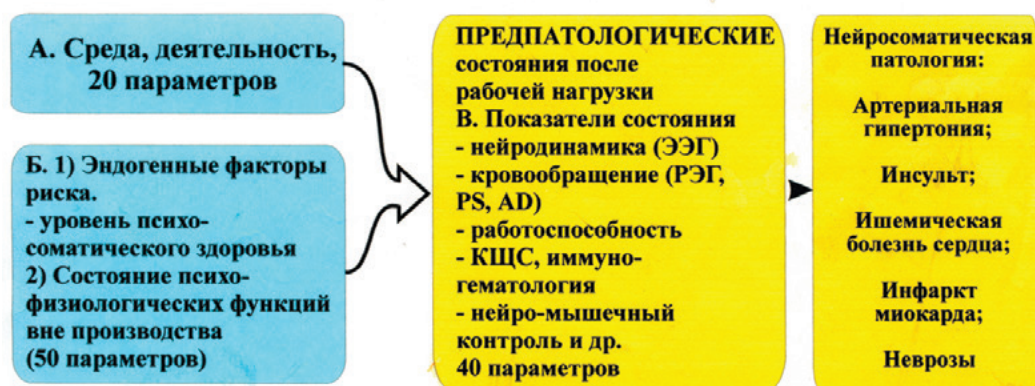 А. Среда, деятельность,
20 параметров
Б. 1) Эндогенные факторы
риска.
- уровень психо-
соматического здоровья
2) Состояние психо-
физиологических функций
вне производства
(50 параметров)
ПРЕДПАТОЛОГИЧЕСКИЕ
состояния после
рабочей нагрузки
В. Показатели состояния
- нейродинамика (ЭЭГ)
- кровообращение (РЭГ,
PS, AD)
- работоспособность
- КЩС, иммуно-
гематология
- нейро-мышечный
контроль и др.
40 параметров
Нейросоматическая
патология:
Артериальная
гипертония;
Инсульт;
Ишемическая
болезнь сердца;
Инфаркт
миокарда;
Неврозы